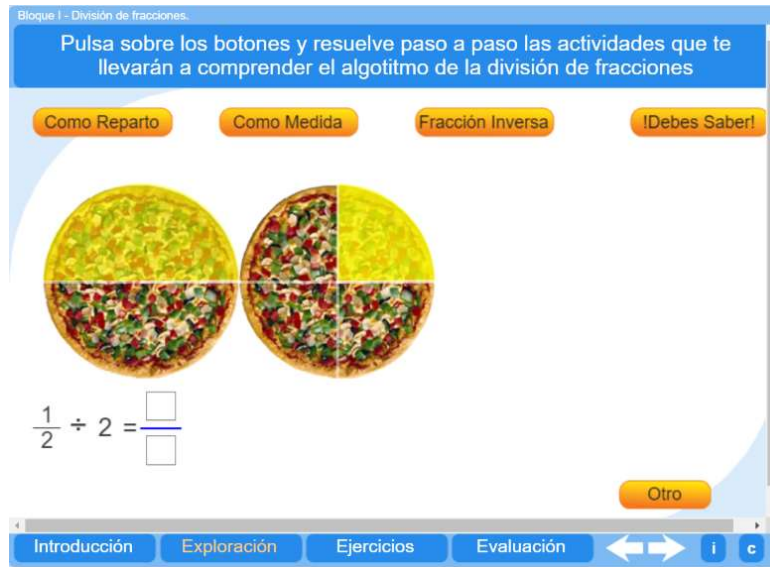 Bloque I - División de fracciones.
Pulsa sobre los botones y resuelve paso a paso las actividades que te
llevarán a comprender el algotitmo de la división de fracciones
Como Reparto
Como Medida
Fracción Inversa
!Debes Saber!
1
2
÷ 2 =
Otro
Introducción
Exploración
Ejercicios
Evaluación
i
c